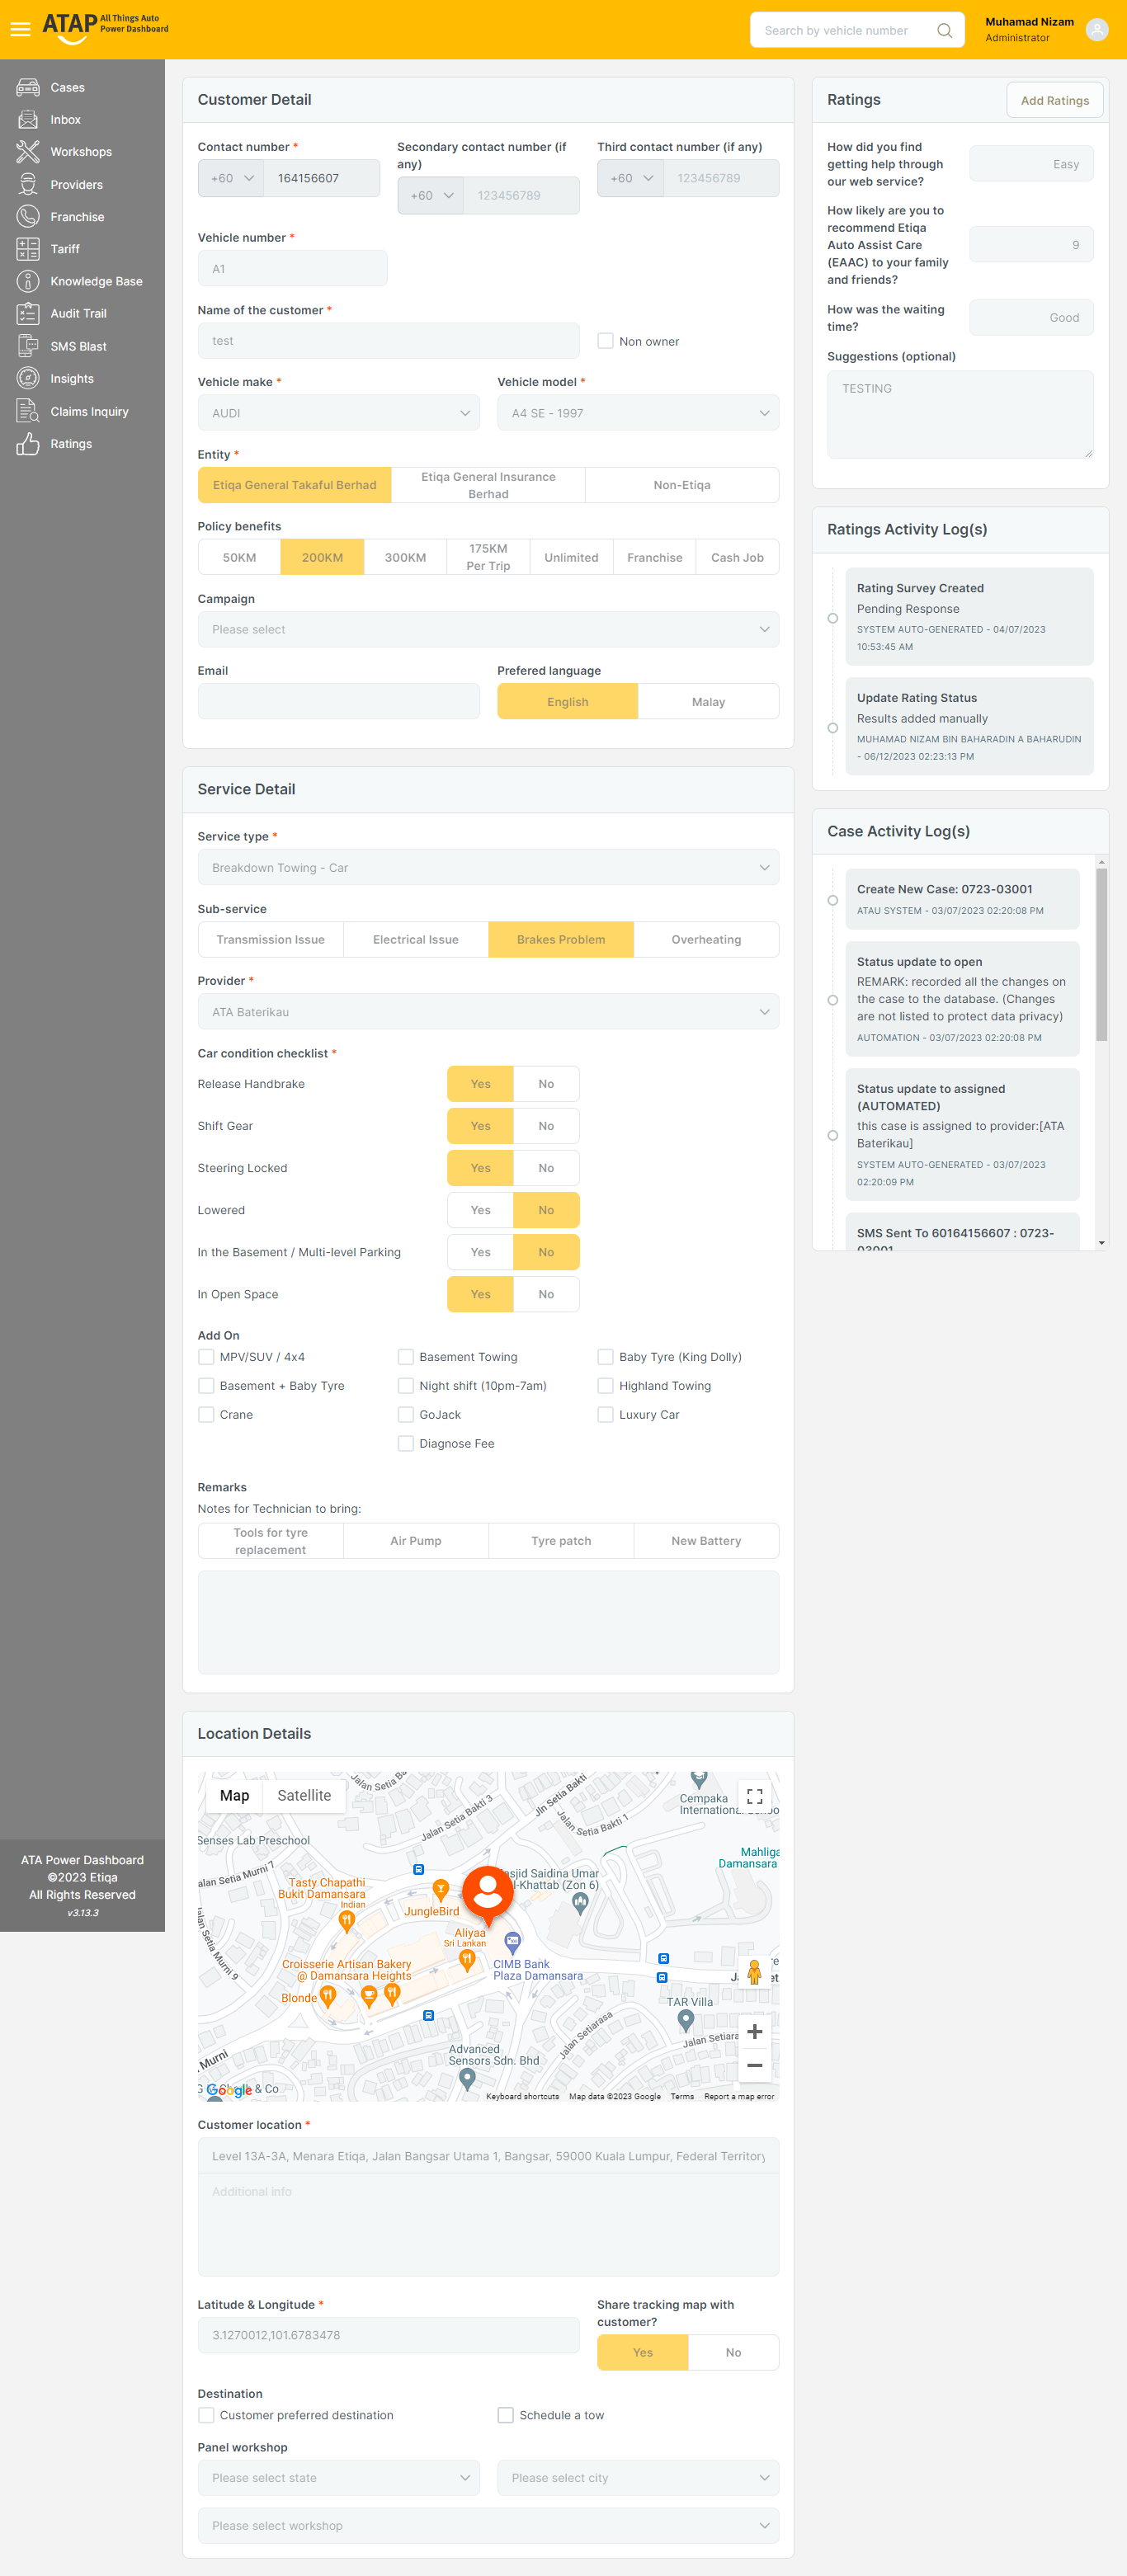 ATAP All Things Auto
Power Dashboard
Search by vehicle number
Muhamad Nizam
Administrator
Cases
Inbox
Workshops
Providers
Franchise
Tariff
Knowledge Base
Audit Trail
SMS Blast
Insights
Claims Inquiry
Ratings
ATA Power Dashboard
©2023 Etiqa
All Rights Reserved
v3.13.3
Customer Detail
Contact number *
+60 164156607
Secondary contact number (if
any)
+60 123456789
Third contact number (if any)
+60 123456789
Vehicle number *
A1
Name of the customer *
test
Non owner
Vehicle make *
AUDI
Vehicle model *
A4 SE - 1997
Entity *
Etiqa General Takaful Berhad
Etiqa General Insurance
Berhad
Non-Etiqa
Policy benefits
50KM
200KM
300KM
175KM
Per Trip
Unlimited
Franchise
Cash Job
Campaign
Please select
Email
Prefered language
English
Malay
Service Detail
Service type *
Breakdown Towing - Car
Sub-service
Transmission Issue
Electrical Issue
Brakes Problem
Overheating
Provider *
ATA Baterikau
Car condition checklist *
Release Handbrake Yes No
Shift Gear Yes No
Steering Locked Yes No
Lowered Yes No
In the Basement / Multi-level Parking Yes No
In Open Space Yes No
Add On
MPV/SUV / 4x4
Basement Towing
Baby Tyre (King Dolly)
Basement + Baby Tyre
Night shift (10pm-7am)
Highland Towing
Crane
GoJack
Luxury Car
Diagnose Fee
Remarks
Notes for Technician to bring:
Tools for tyre
replacement
Air Pump
Tyre patch
New Battery
Location Details
Map
Satellite
Jalan Setia Ba
Jalan Setia Bakti 3
Jln Setia Bakti
Jalan Setia Bakti 1
Cempaka
International
Senses Lab Preschool
alan Setia Murni 7
Mahliga
Damansara
Tasty Chapathi
Bukit Damansara
Indian
asjid Saidina Umar
l-Khattab (Zon 6)
JungleBird
Aliyaa
Sri Lankan
Jalan Setia Murni 9
CIMB Bank
Plaza Damansara
Croisserie Artisan Bakery
@ Damansara Heights
Blonde
TAR Villa
Jalan Setiarasa
Jalan Setiara
Advanced
Sensors Sdn. Bhd
Murni
& Co
Google
Keyboard shortcuts
Map data ©2023 Google
Terms
Report a map error
Customer location *
Level 13A-3A, Menara Etiqa, Jalan Bangsar Utama 1, Bangsar, 59000 Kuala Lumpur, Federal Territory
Additional info
Latitude & Longitude *
3.1270012,101.6783478
Share tracking map with
customer?
Yes
No
Destination
Customer preferred destination
Schedule a tow
Panel workshop
Please select state
Please select city
Please select workshop
Ratings
Add Ratings
How did you find
getting help through
our web service?
Easy
How likely are you to
recommend Etiqa
Auto Assist Care
(EAAC) to your family
and friends?
9
How was the waiting
time?
Good
Suggestions (optional)
TESTING
Ratings Activity Log(s)
Rating Survey Created
Pending Response
SYSTEM AUTO-GENERATED - 04/07/2023
10:53:45 AM
Update Rating Status
Results added manually
MUHAMAD NIZAM BIN BAHARADIN A BAHARUDIN
- 06/12/2023 02:23:13 PM
Case Activity Log(s)
Create New Case: 0723-03001
ATAU SYSTEM - 03/07/2023 02:20:08 PM
Status update to open
REMARK: recorded all the changes on
the case to the database. (Changes
are not listed to protect data privacy)
AUTOMATION - 03/07/2023 02:20:08 PM
Status update to assigned
(AUTOMATED)
this case is assigned to provider:[ATA
Baterikau]
SYSTEM AUTO-GENERATED - 03/07/2023
02:20:09 PM
SMS Sent To 60164156607 : 0723-
03001